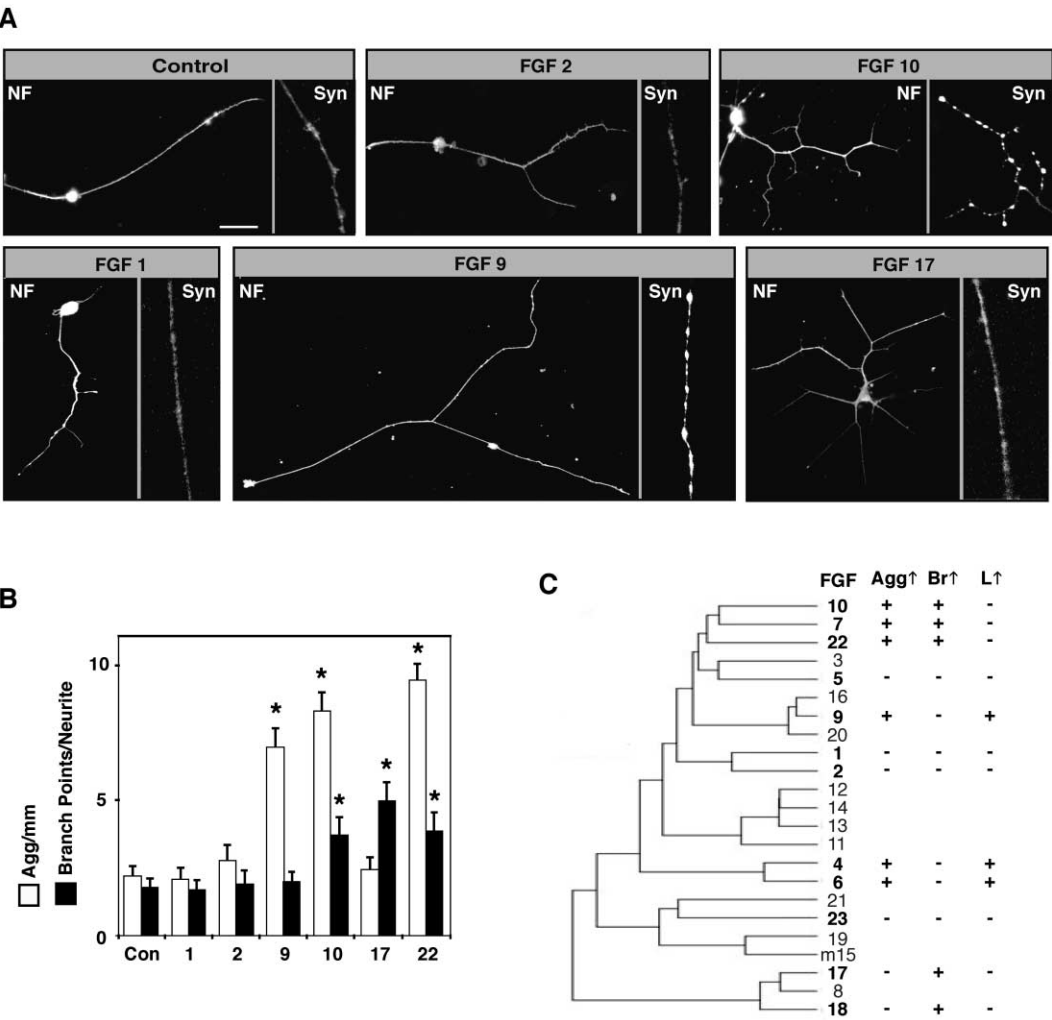 A
Control
NF Syn
FGF 2
NF Syn
FGF 10
NF Syn
FGF 1
NF Syn
FGF 9
NF Syn
FGF 17
NF Syn
B
Agg/mm
Branch Points/Neurite
10
5
0
* * * * * *
Con 1 2 9 10 17 22
C
FGF Agg↑ Br↑ L↑
10 + + -
7 + + -
22 + + -
3
5 - - -
16
9 + - +
20
1 - - -
2 - - -
12
14
13
11
4 + - +
6 + - +
21
23 - - -
19
m15
17 - + -
8
18 - + -